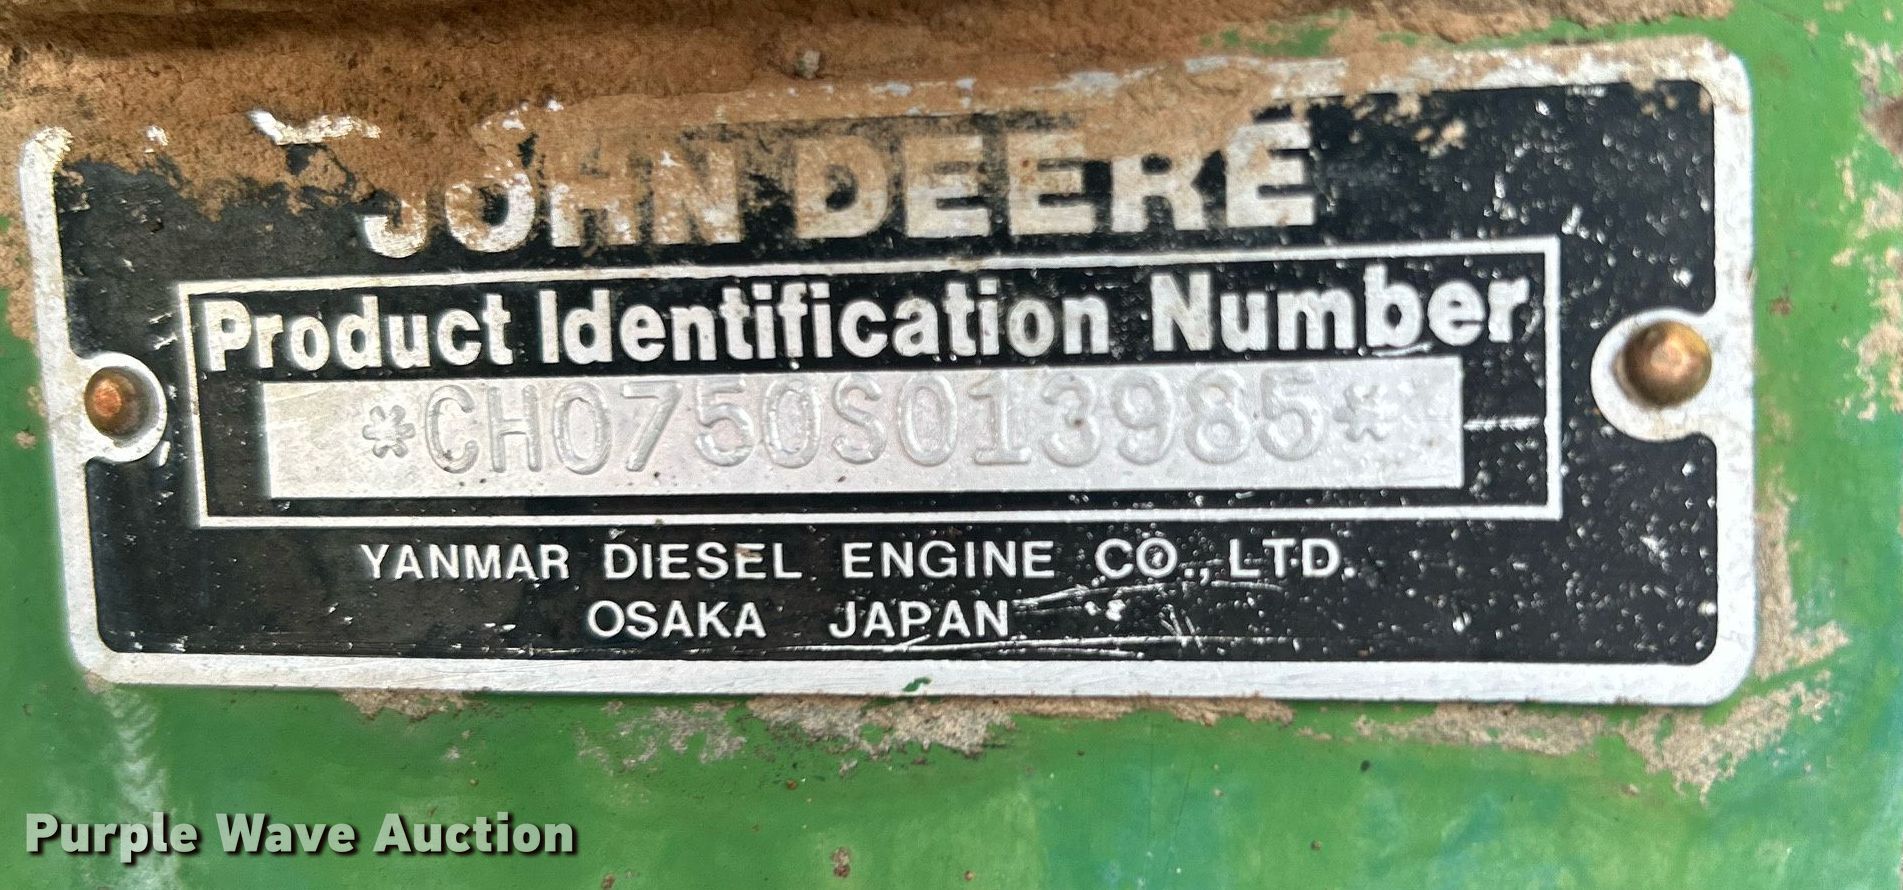 JOHN DEERE
Product Identification Number
*CH0750S013985*
YANMAR DIESEL ENGINE CO., LTD.
OSAKA JAPAN
Purple Wave Auction